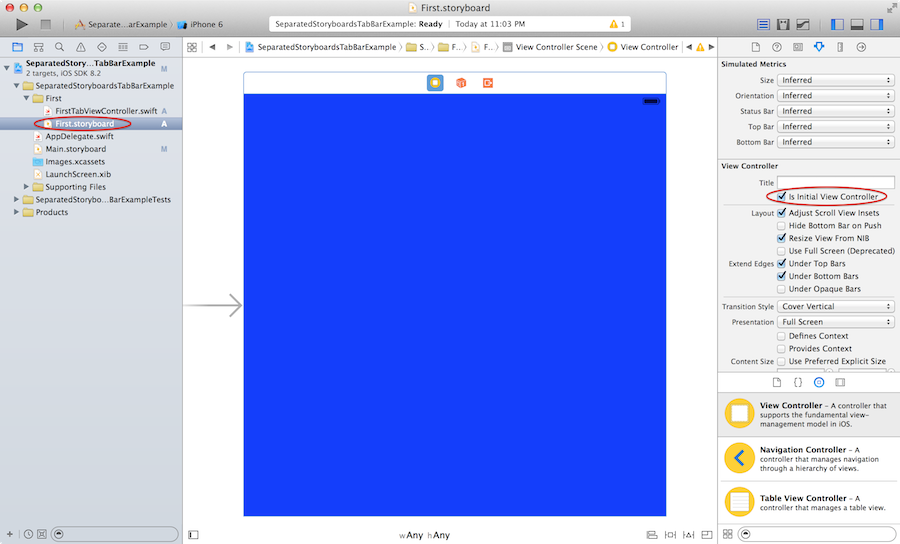 First.storyboard
Separate...arExample
iPhone 6
SeparatedStoryboardsTabBarExample: Ready
Today at 11:03 PM
1
SeparatedStory...TabBarExample
M
2 targets, iOS SDK 8.2
SeparatedStoryboardsTabBarExample
First
FirstTabViewController.swift
A
First.storyboard
A
AppDelegate.swift
Main.storyboard
M
Images.xcassets
LaunchScreen.xib
Supporting Files
SeparatedStorybo...BarExampleTests
Products
SeparatedStoryboardsTabBarExample
S...
F...
F...
View Controller Scene
View Controller
wAny hAny
Simulated Metrics
Size Inferred
Orientation Inferred
Status Bar Inferred
Top Bar Inferred
Bottom Bar Inferred
View Controller
Title
Is Initial View Controller
Layout Adjust Scroll View Insets
Hide Bottom Bar on Push
Resize View From NIB
Use Full Screen (Deprecated)
Extend Edges Under Top Bars
Under Bottom Bars
Under Opaque Bars
Transition Style Cover Vertical
Presentation Full Screen
Defines Context
Provides Context
Content Size Use Preferred Explicit Size
View Controller – A controller that
supports the fundamental view-
management model in iOS.
Navigation Controller – A
controller that manages navigation
through a hierarchy of views.
Table View Controller – A
controller that manages a table view.